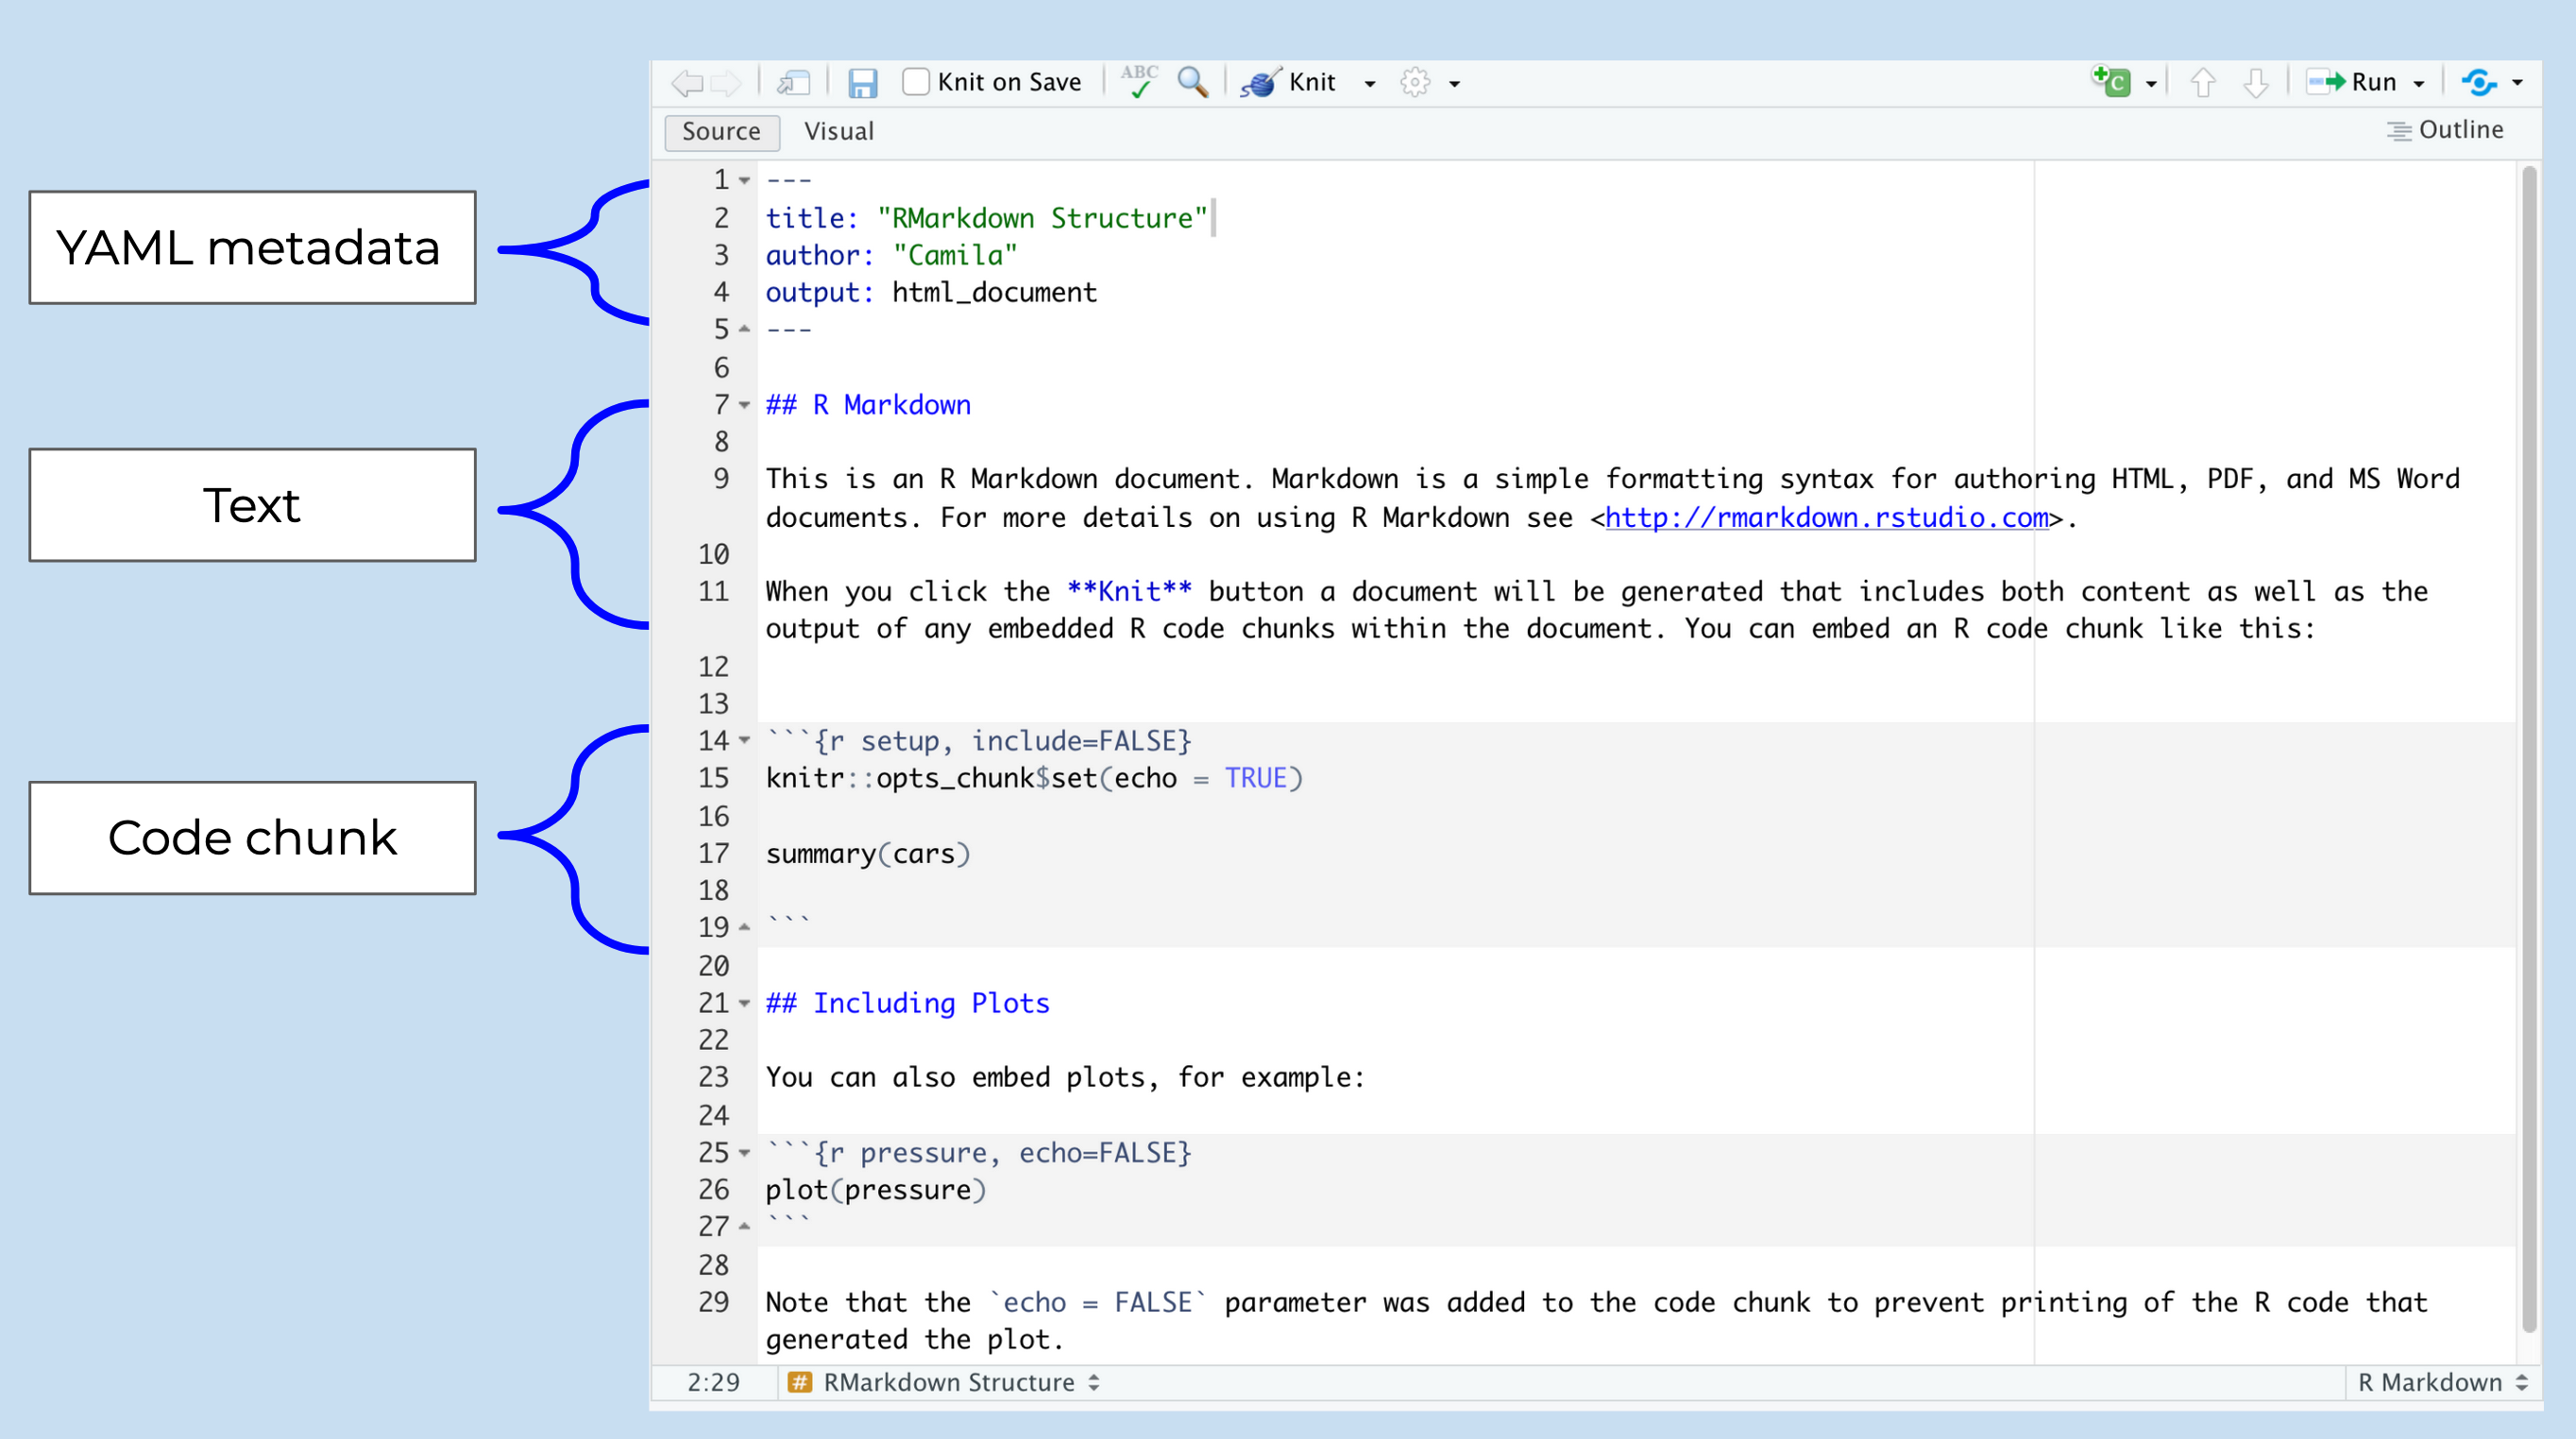 Knit on Save ABC Knit Run
Source Visual Outline
YAML metadata
Text
Code chunk
1 ---
2 title: "RMarkdown Structure"
3 author: "Camila"
4 output: html_document
5 ---
6
7 ## R Markdown
8
9 This is an R Markdown document. Markdown is a simple formatting syntax for authoring HTML, PDF, and MS Word
documents. For more details on using R Markdown see <http://rmarkdown.rstudio.com>.
10
11 When you click the **Knit** button a document will be generated that includes both content as well as the
output of any embedded R code chunks within the document. You can embed an R code chunk like this:
12
13
14 ```{r setup, include=FALSE}
15 knitr::opts_chunk$set(echo = TRUE)
16
17 summary(cars)
18
19 ```
20
21 ## Including Plots
22
23 You can also embed plots, for example:
24
25 ```{r pressure, echo=FALSE}
26 plot(pressure)
27 ```
28
29 Note that the `echo = FALSE` parameter was added to the code chunk to prevent printing of the R code that
generated the plot.
2:29 # RMarkdown Structure R Markdown